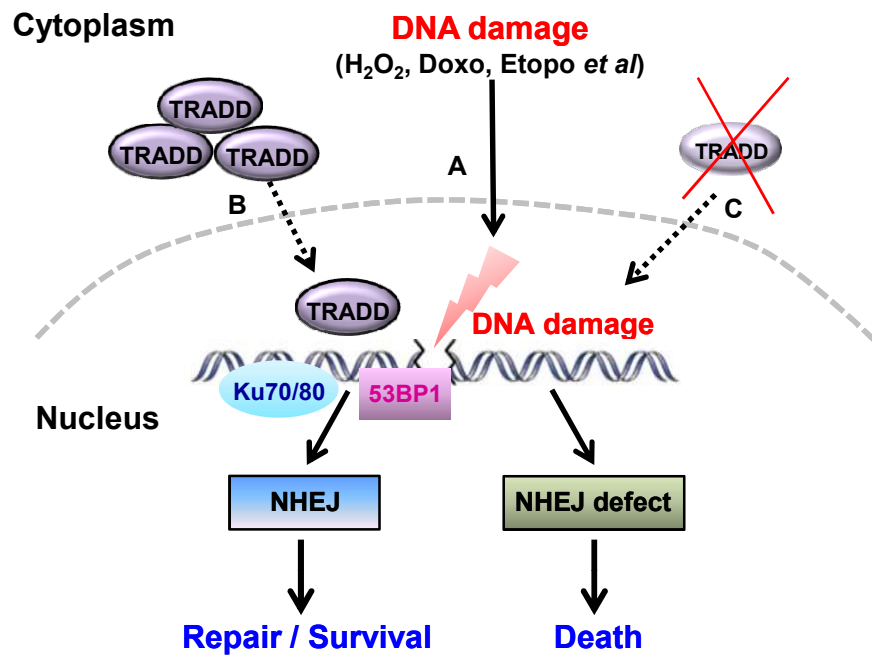 Cytoplasm
DNA damage
(H₂O₂, Doxo, Etopo et al)
TRADD
TRADD
TRADD
TRADD
A
B
C
TRADD
DNA damage
Ku70/80
53BP1
Nucleus
NHEJ
NHEJ defect
Repair / Survival
Death